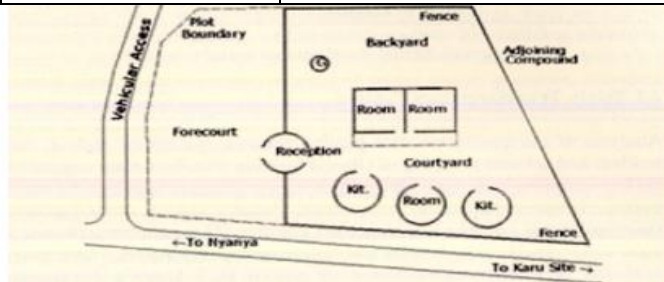 Fence
Plot
Boundary
Backyard
Adjoining
Compound
Vehicular Access
Room
Room
Forecourt
Reception
Courtyard
Kit.
Room
Kit.
Fence
←To Nyanya
To Karu Site→